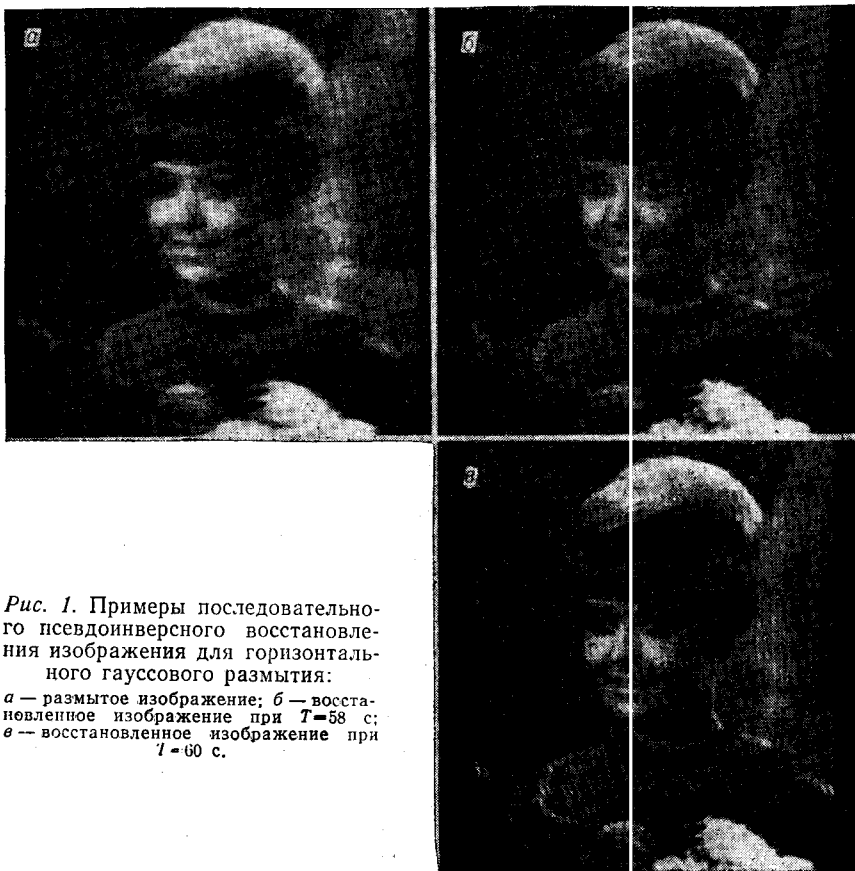 а
б
в
Рис. 1. Примеры последовательно-
го псевдоинверсного восстановле-
ния изображения для горизонталь-
ного гауссового размытия:
а — размытое изображение; б — восста-
новленное изображение при Т=58 с;
в — восстановленное изображение при
Т=60 с.